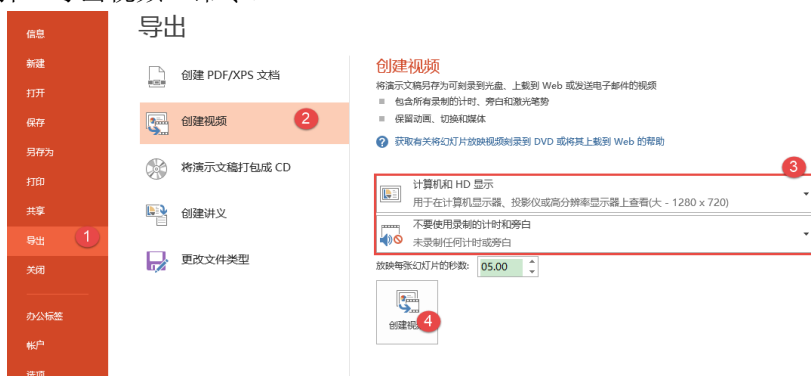 导出
信息
新建
打开
保存
另存为
打印
共享
导出 1
关闭
办公标签
帐户
选项
创建 PDF/XPS 文档
创建视频 2
将演示文稿打包成 CD
创建讲义
更改文件类型
创建视频
将演示文稿另存为可刻录到光盘、上载到 Web 或发送电子邮件的视频
包含所有录制的计时、旁白和激光笔势
保留动画、切换和媒体
获取有关将幻灯片放映视频刻录到 DVD 或将其上载到 Web 的帮助
3
计算机和 HD 显示
用于在计算机显示器、投影仪或高分辨率显示器上查看(大 - 1280 x 720)
不要使用录制的计时和旁白
未录制任何计时或旁白
放映每张幻灯片的秒数: 05.00
创建视 4